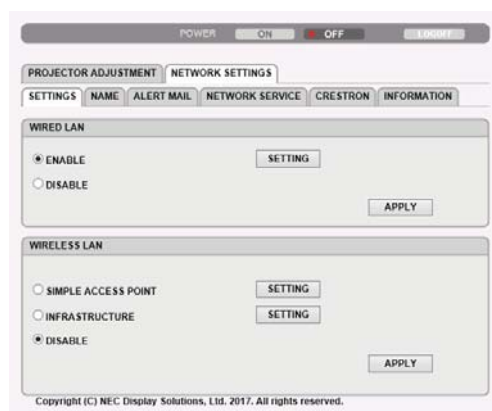 POWER ON OFF LOGOFF
PROJECTOR ADJUSTMENT NETWORK SETTINGS
SETTINGS NAME ALERT MAIL NETWORK SERVICE CRESTRON INFORMATION
WIRED LAN
ENABLE SETTING
DISABLE
APPLY
WIRELESS LAN
SIMPLE ACCESS POINT SETTING
INFRASTRUCTURE SETTING
DISABLE
APPLY
Copyright (C) NEC Display Solutions, Ltd. 2017. All rights reserved.